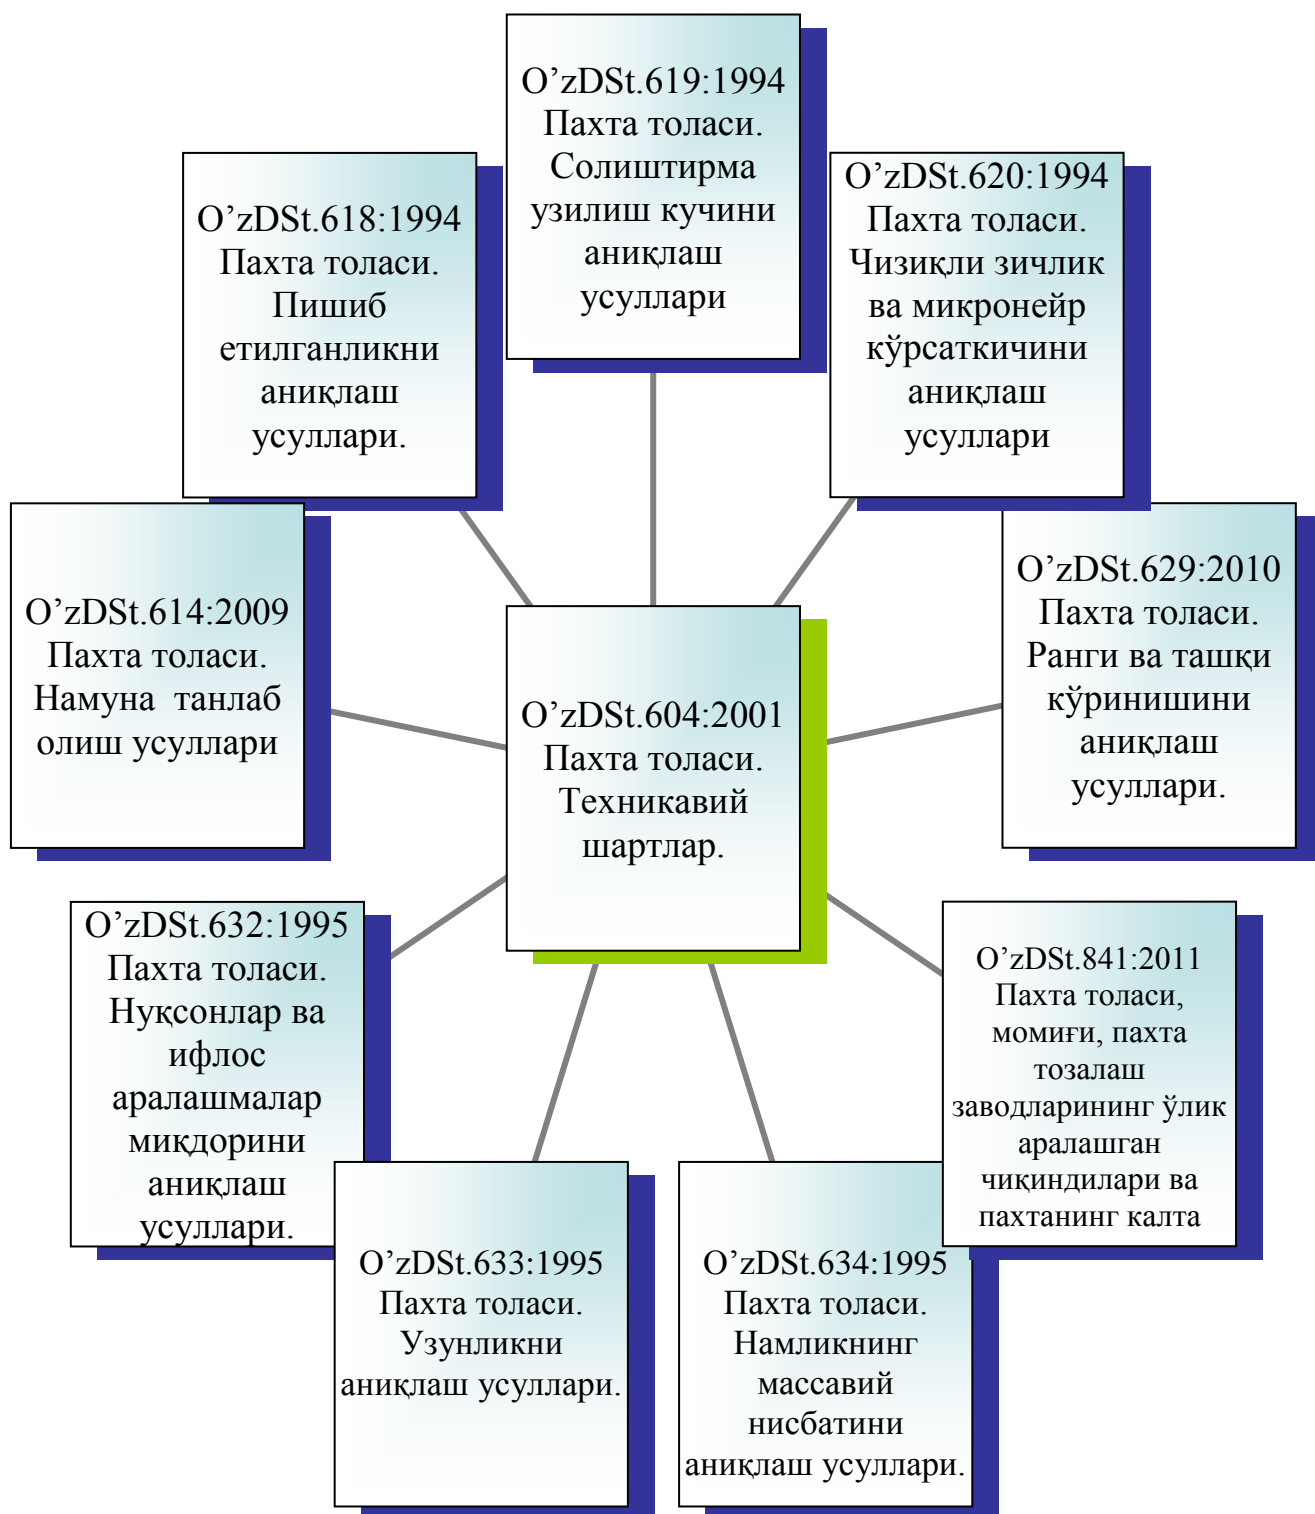 O’zDSt.619:1994
Пахта толаси.
Солиштирма
узилиш кучини
аниқлаш
усуллари
O’zDSt.618:1994
Пахта толаси.
Пишиб
етилганликни
аниқлаш
усуллари.
O’zDSt.620:1994
Пахта толаси.
Чизиқли зичлик
ва микронейр
кўрсаткичини
аниқлаш
усуллари
O’zDSt.614:2009
Пахта толаси.
Намуна танлаб
олиш усуллари
O’zDSt.604:2001
Пахта толаси.
Техникавий
шартлар.
O’zDSt.629:2010
Пахта толаси.
Ранги ва ташқи
кўринишини
аниқлаш
усуллари.
O’zDSt.632:1995
Пахта толаси.
Нуқсонлар ва
ифлос
аралашмалар
миқдорини
аниқлаш
усуллари.
O’zDSt.841:2011
Пахта толаси,
момиғи, пахта
тозалаш
заводларининг ўлик
аралашган
чиқиндилари ва
пахтанинг калта
O’zDSt.633:1995
Пахта толаси.
Узунликни
аниқлаш усуллари.
O’zDSt.634:1995
Пахта толаси.
Намликнинг
массавий
нисбатини
аниқлаш усуллари.